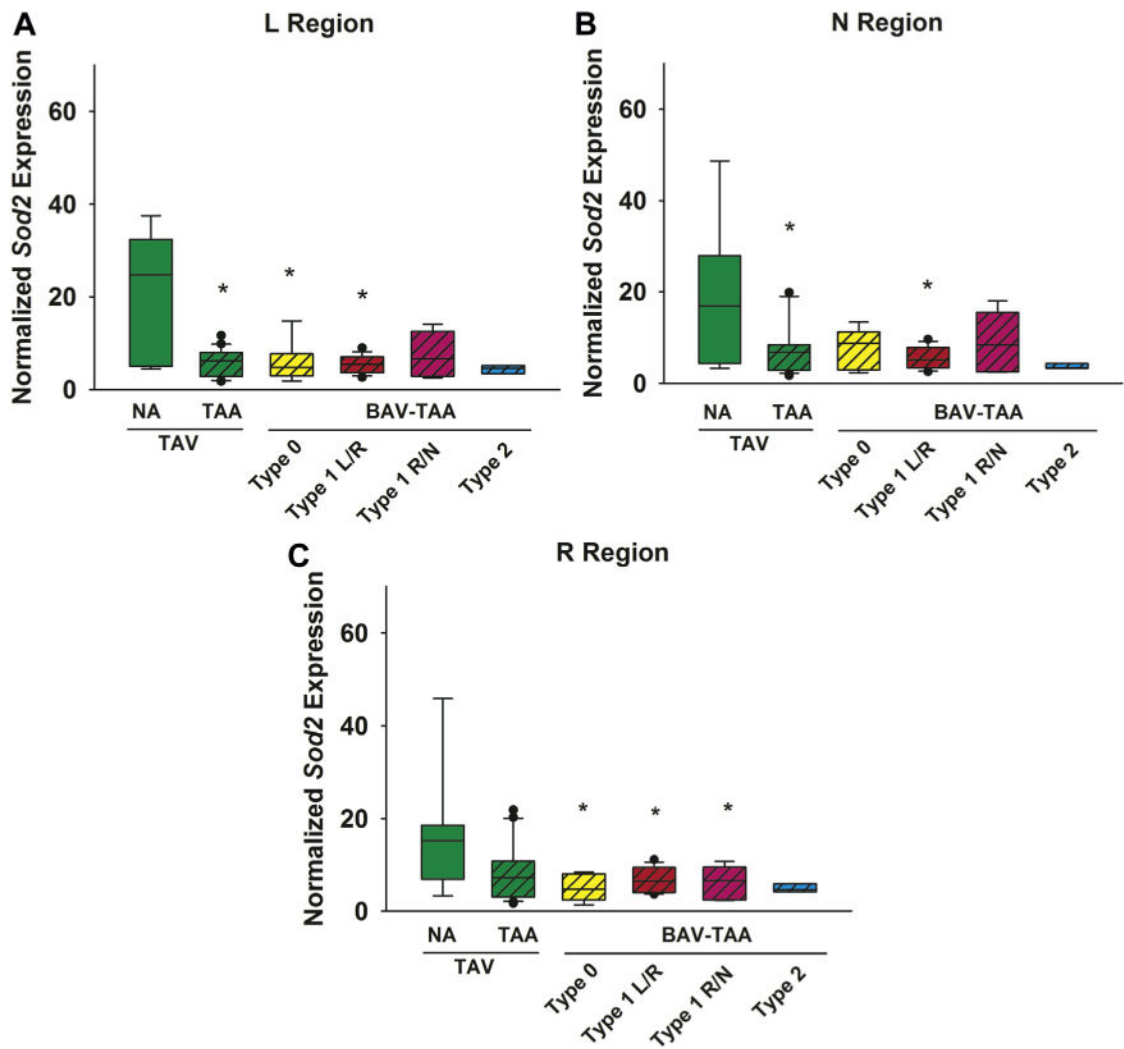 A
L Region
Normalized Sod2 Expression
60
40
20
0
*
*
*
NA
TAA
BAV-TAA
TAV
Type 0
Type 1 L/R
Type 1 R/N
Type 2
B
N Region
Normalized Sod2 Expression
60
40
20
0
*
*
NA
TAA
BAV-TAA
TAV
Type 0
Type 1 L/R
Type 1 R/N
Type 2
C
R Region
Normalized Sod2 Expression
60
40
20
0
*
*
*
NA
TAA
BAV-TAA
TAV
Type 0
Type 1 L/R
Type 1 R/N
Type 2